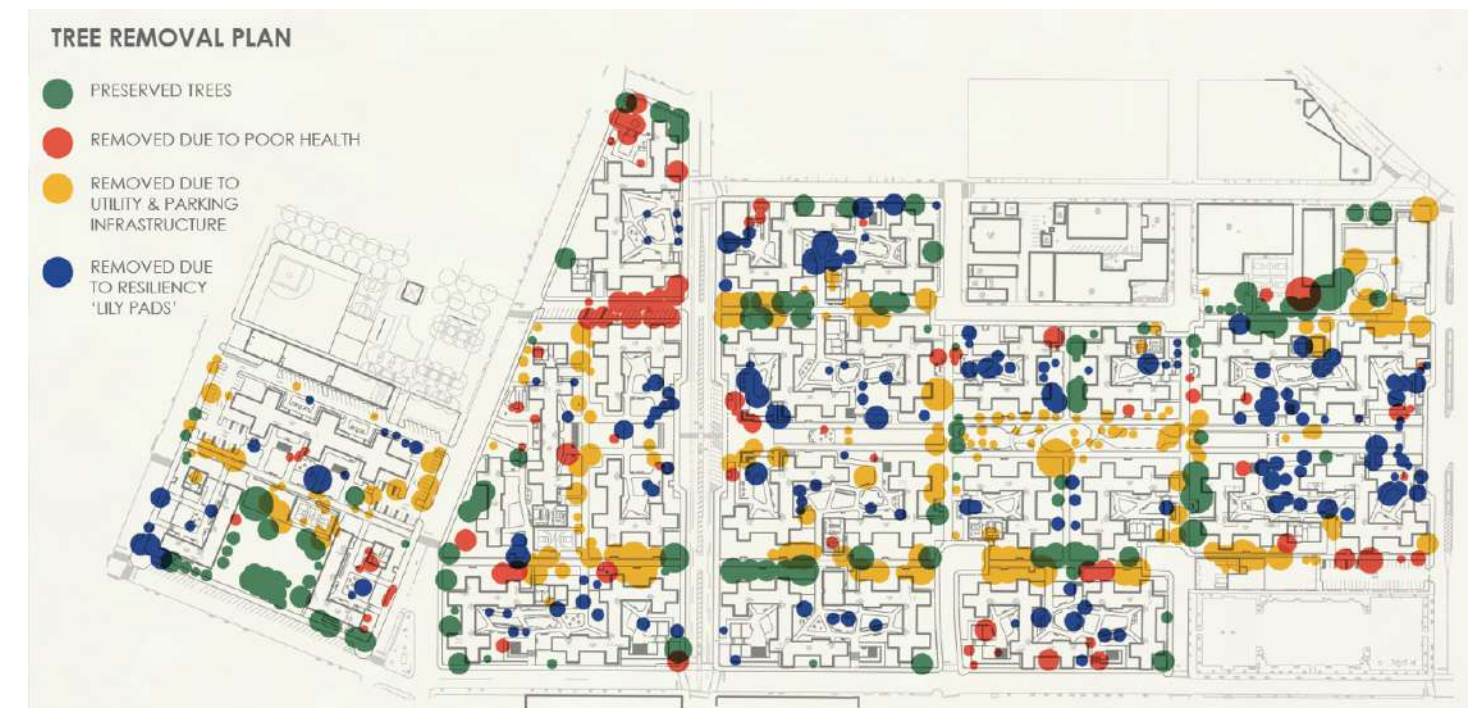 TREE REMOVAL PLAN
PRESERVED TREES
REMOVED DUE TO POOR HEALTH
REMOVED DUE TO
UTILITY & PARKING
INFRASTRUCTURE
REMOVED DUE
TO RESILIENCY
'LILY PADS'